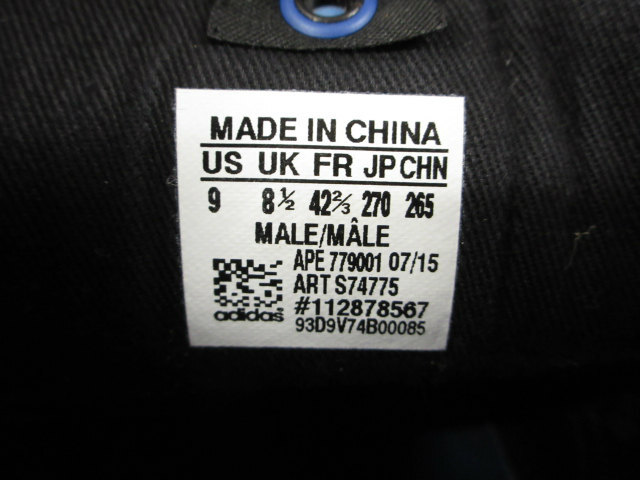 MADE IN CHINA
US UK FR JP CHN
9 8½ 42⅔ 270 265
MALE/MÂLE
APE 779001 07/15
ART S74775
#112878567
adidas 93D9V74B00085